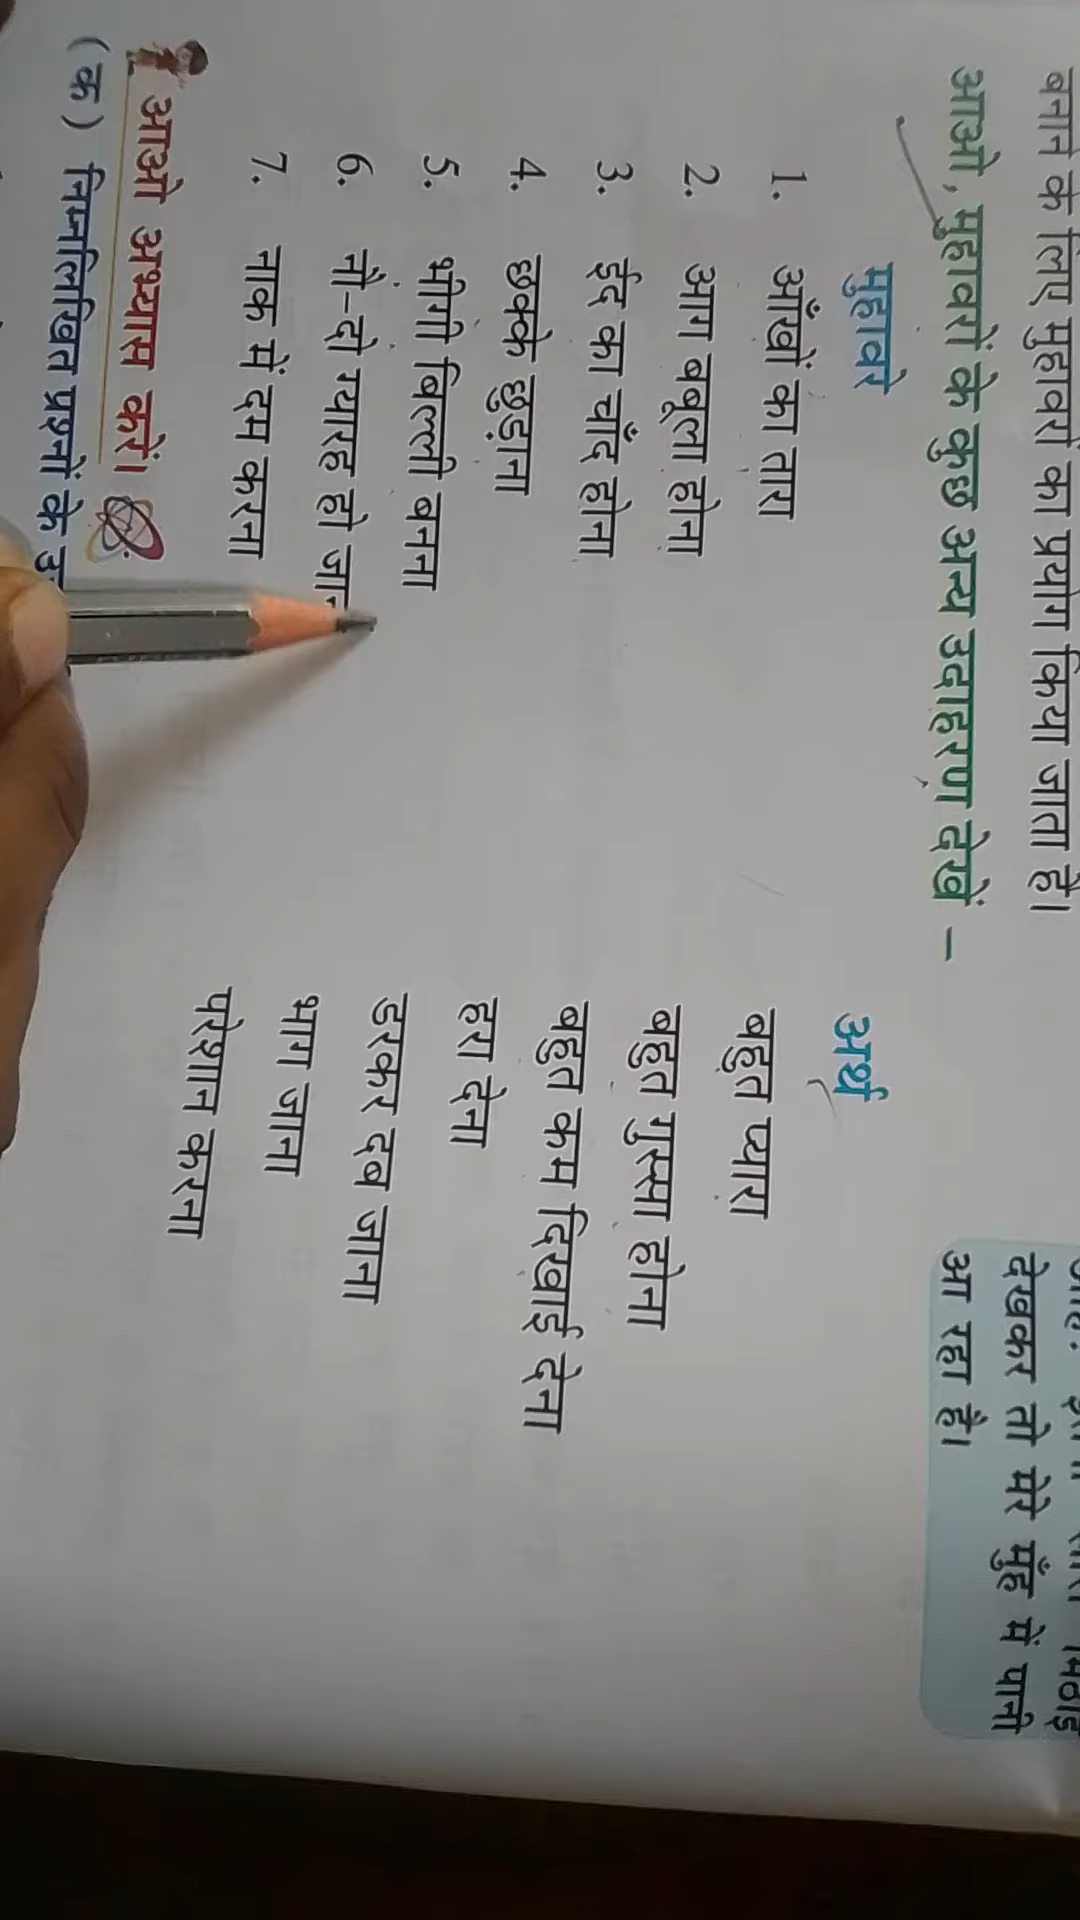 बनाने के लिए मुहावरों का प्रयोग किया जाता है।
देखकर तो मेरे मुँह में पानी
आ रहा है।
आओ, मुहावरों के कुछ अन्य उदाहरण देखें –
मुहावरे अर्थ
1. आँखों का तारा बहुत प्यारा
2. आग बबूला होना बहुत गुस्सा होना
3. ईद का चाँद होना बहुत कम दिखाई देना
4. छक्के छुड़ाना हरा देना
5. भीगी बिल्ली बनना डरकर दब जाना
6. नौ-दो ग्यारह हो भाग जाना
7. नाक में दम करना परेशान करना
आओ अभ्यास करें।
(क) निम्नलिखित प्रश्नों के